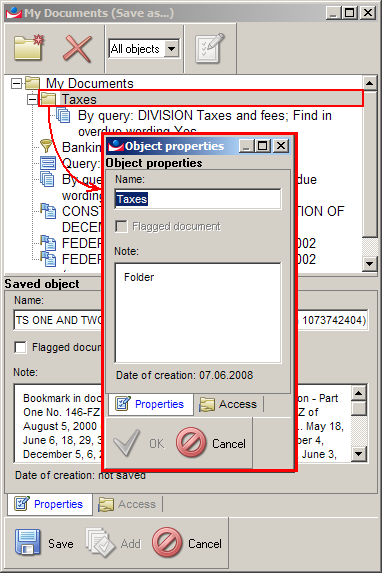 My Documents (Save as...)
All objects
My Documents
Taxes
By query: DIVISION Taxes and fees; Find in
overdue wording Yes
Bankin
Query:
By que
due
wording
CONST
ION OF
DECEM
FEDER
002
FEDER
002
Object properties
Object properties
Name:
Taxes
Flagged document
Note:
Folder
Date of creation: 07.06.2008
Properties
Access
OK
Cancel
Saved object
Name:
TS ONE AND TWO
1073742404)
Flagged docum
Note:
Bookmark in docu
on - Part
One No. 146-FZ
FZ of
August 5, 2000
. May 18,
June 6, 18, 29, 3
mber 4,
December 5, 6, 2
June 3,
Date of creation: not saved
Properties
Access
Save
Add
Cancel